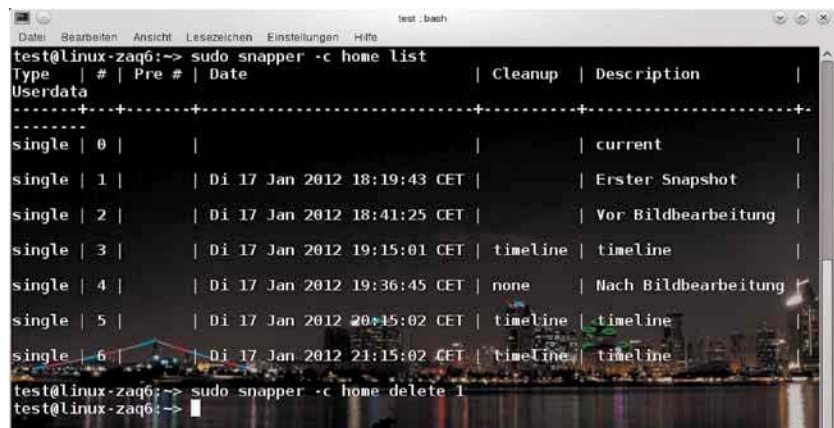 test : bash
Datei Bearbeiten Ansicht Lesezeichen Einstellungen Hilfe
test@linux-zaq6:~> sudo snapper -c home list
Type | # | Pre # | Date | Cleanup | Description |
Userdata
-------+---+-------+--------------------------+----------+----------------------+-
--------
single | 0 | | | | current
single | 1 | | Di 17 Jan 2012 18:19:43 CET | | Erster Snapshot |
single | 2 | | Di 17 Jan 2012 18:41:25 CET | | Vor Bildbearbeitung |
single | 3 | | Di 17 Jan 2012 19:15:01 CET | timeline | timeline |
single | 4 | | Di 17 Jan 2012 19:36:45 CET | none | Nach Bildbearbeitung |
single | 5 | | Di 17 Jan 2012 20:15:02 CET | timeline | timeline |
single | 6 | | Di 17 Jan 2012 21:15:02 CET | timeline | timeline |
test@linux-zaq6:~> sudo snapper -c home delete 1
test@linux-zaq6:~>